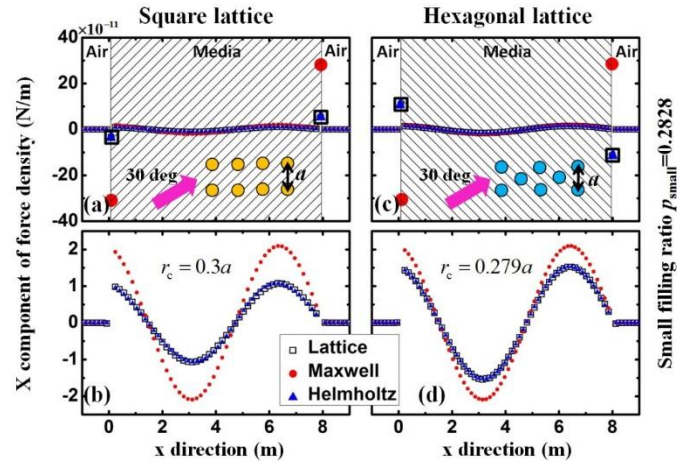 Square lattice
Hexagonal lattice
×10⁻¹¹
Air
Media
Air
Air
Media
Air
40
20
0
-20
-40
30 deg
a
(a)
30 deg
a
(c)
X component of force density (N/m)
Small filling ratio p_small=0.2828
2
1
0
-1
-2
r_c = 0.3a
r_c = 0.279a
Lattice
Maxwell
Helmholtz
(b)
(d)
0 2 4 6 8
0 2 4 6 8
x direction (m)
x direction (m)